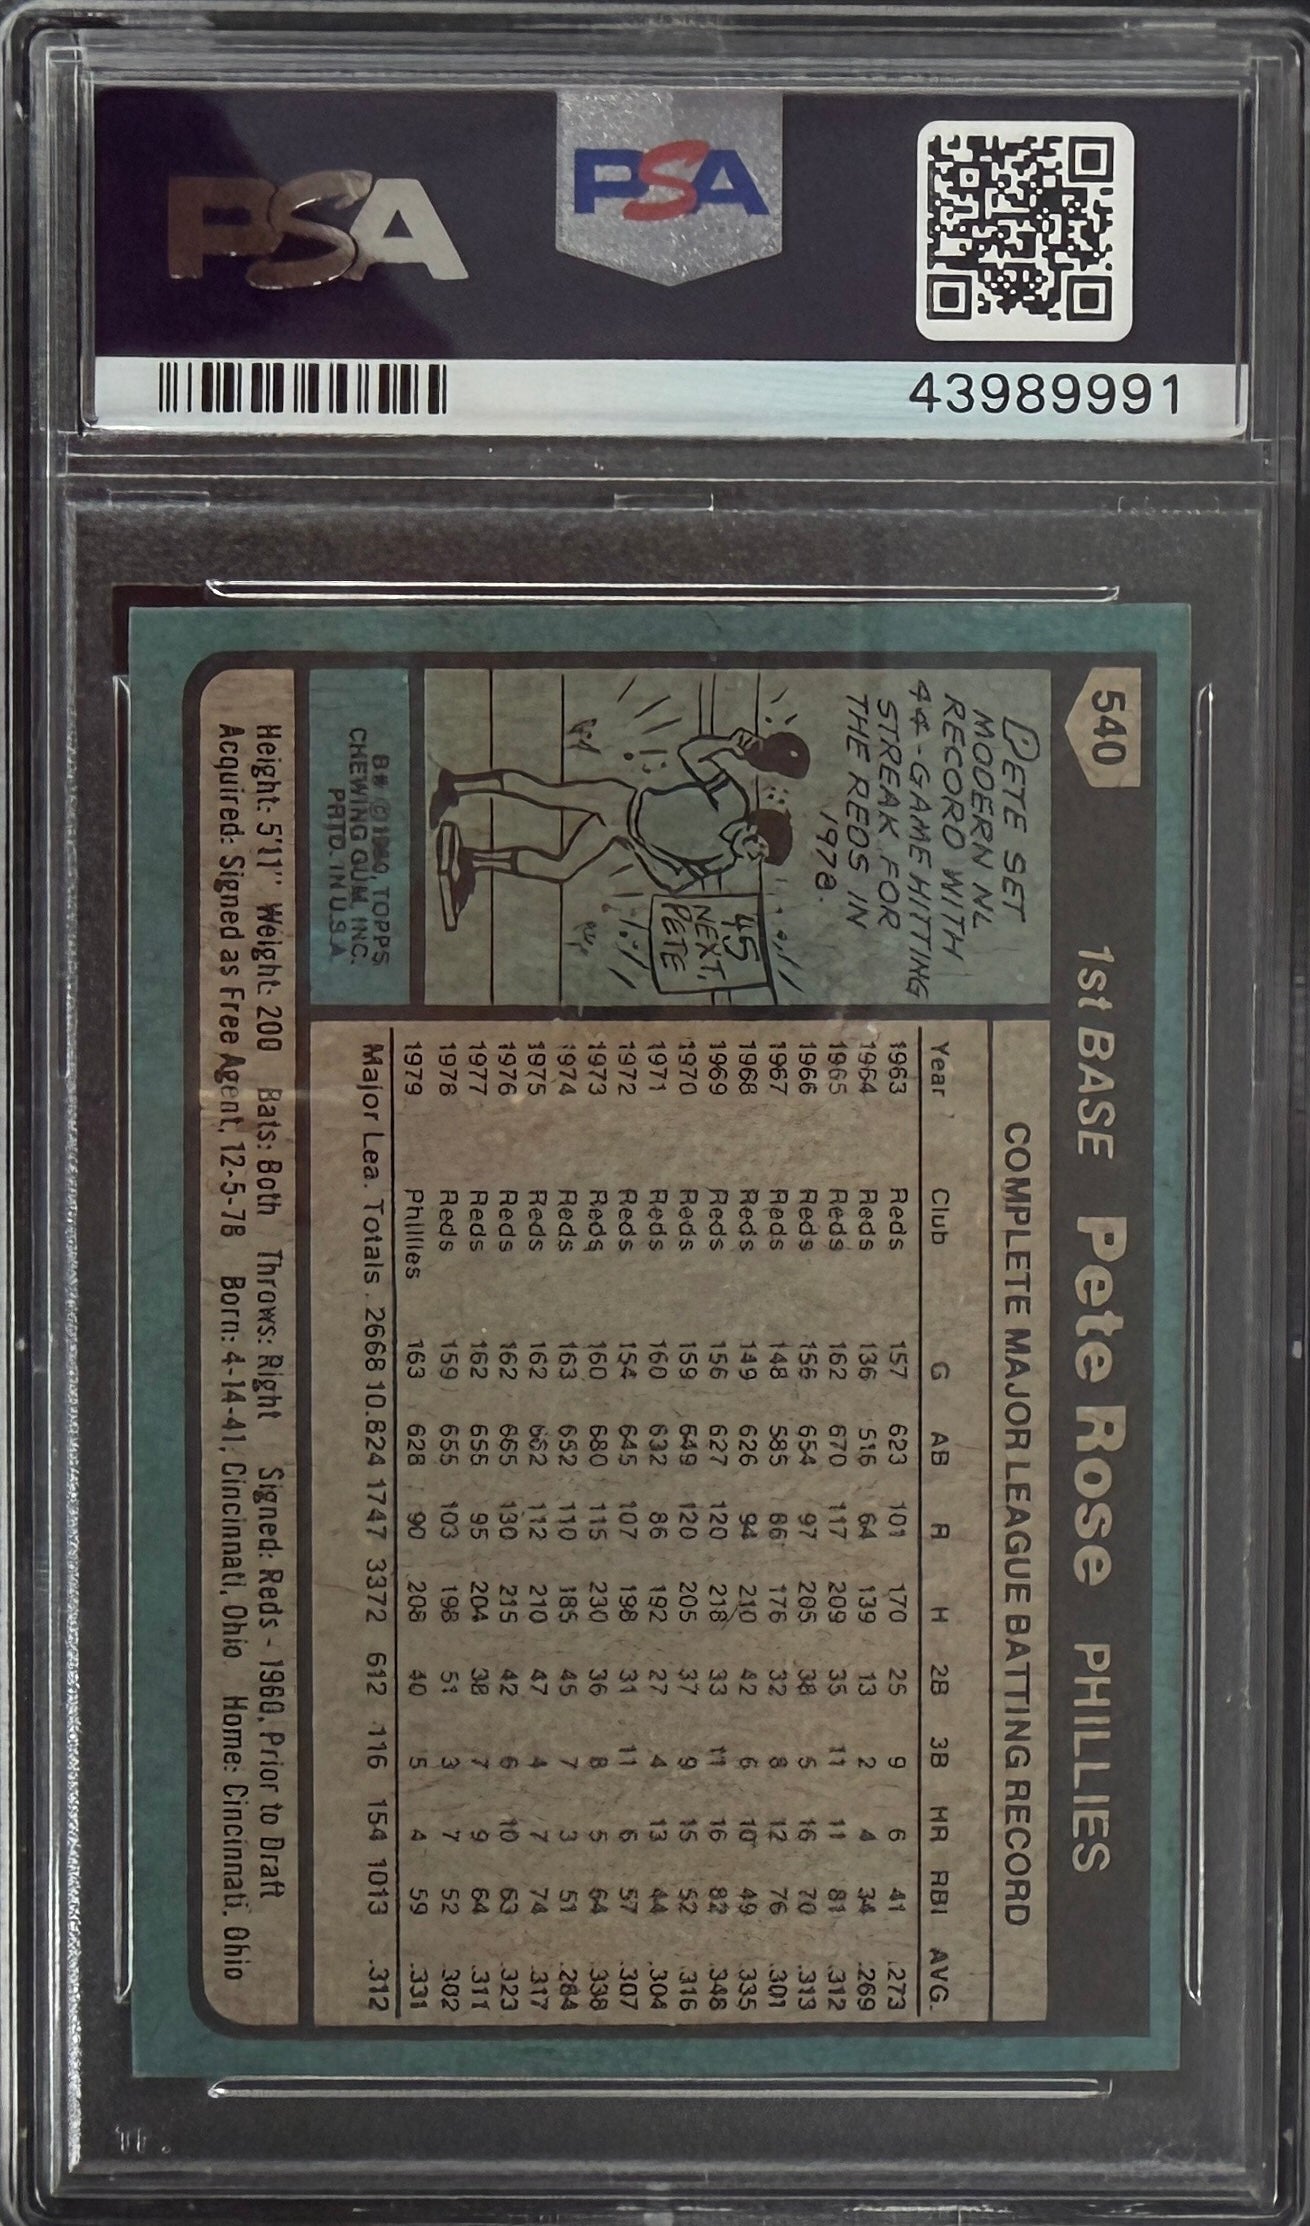 PSA
PSA
43989991
540 1st BASE Pete Rose PHILLIES
PETE SET
MODERN NL
RECORD WITH
44-GAME HITTING
STREAK FOR
THE REDS IN
1978.
45
NEXT,
PETE
B* © 1980, TOPPS
CHEWING GUM, INC.
PRTD. IN U.S.A.
COMPLETE MAJOR LEAGUE BATTING RECORD
Year Club G AB R H 2B 3B HR RBI AVG.
1963 Reds 157 623 101 170 25 9 6 41 .273
1964 Reds 136 516 64 139 13 2 4 34 .269
1965 Reds 162 670 117 209 35 11 11 81 .312
1966 Reds 156 654 97 205 38 5 16 70 .313
1967 Reds 148 585 86 176 32 8 12 76 .301
1968 Reds 149 626 94 210 42 6 10 49 .335
1969 Reds 156 627 120 218 33 11 16 82 .348
1970 Reds 159 649 120 205 37 9 15 52 .316
1971 Reds 160 632 86 192 27 4 13 44 .304
1972 Reds 154 645 107 198 31 11 6 57 .307
1973 Reds 160 680 115 230 36 8 5 64 .338
1974 Reds 163 652 110 185 45 7 3 51 .284
1975 Reds 162 662 112 210 47 4 7 74 .317
1976 Reds 162 665 130 215 42 6 10 63 .323
1977 Reds 162 655 95 204 38 7 9 64 .311
1978 Reds 159 655 103 198 51 3 7 52 .302
1979 Phillies 163 628 90 208 40 5 4 59 .331
Major Lea. Totals 2668 10,824 1747 3372 612 116 154 1013 .312
Height: 5'11" Weight: 200 Bats: Both Throws: Right Signed: Reds - 1960, Prior to Draft
Acquired: Signed as Free Agent, 12-5-78 Born: 4-14-41, Cincinnati, Ohio Home: Cincinnati, Ohio